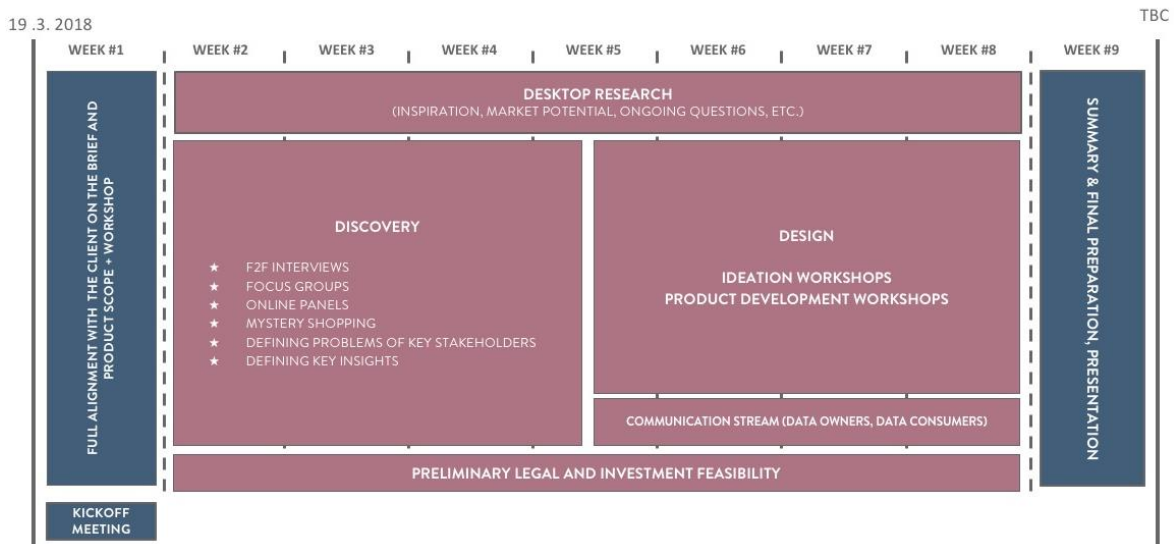 19 .3. 2018
TBC
WEEK #1
WEEK #2
WEEK #3
WEEK #4
WEEK #5
WEEK #6
WEEK #7
WEEK #8
WEEK #9
FULL ALIGNMENT WITH THE CLIENT ON THE BRIEF AND
PRODUCT SCOPE + WORKSHOP
KICKOFF
MEETING
DESKTOP RESEARCH
(INSPIRATION, MARKET POTENTIAL, ONGOING QUESTIONS, ETC.)
DISCOVERY
★ F2F INTERVIEWS
★ FOCUS GROUPS
★ ONLINE PANELS
★ MYSTERY SHOPPING
★ DEFINING PROBLEMS OF KEY STAKEHOLDERS
★ DEFINING KEY INSIGHTS
DESIGN
IDEATION WORKSHOPS
PRODUCT DEVELOPMENT WORKSHOPS
COMMUNICATION STREAM (DATA OWNERS, DATA CONSUMERS)
PRELIMINARY LEGAL AND INVESTMENT FEASIBILITY
SUMMARY & FINAL PREPARATION, PRESENTATION